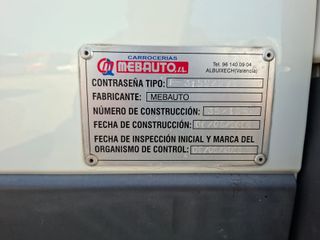 CARROCERIAS
MEBAUTO, S.L.
Tel. 96 140 09 04
ALBUIXECH (Valencia)
CONTRASEÑA TIPO:
FABRICANTE: MEBAUTO
NÚMERO DE CONSTRUCCIÓN:
FECHA DE CONSTRUCCIÓN:
FECHA DE INSPECCIÓN INICIAL Y MARCA DEL
ORGANISMO DE CONTROL: